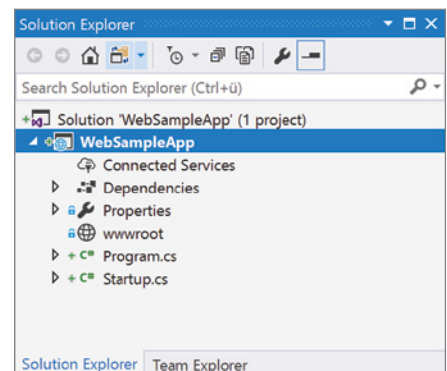 Solution Explorer
Search Solution Explorer (Ctrl+ü)
Solution 'WebSampleApp' (1 project)
WebSampleApp
Connected Services
Dependencies
Properties
wwwroot
C# Program.cs
C# Startup.cs
Solution Explorer Team Explorer